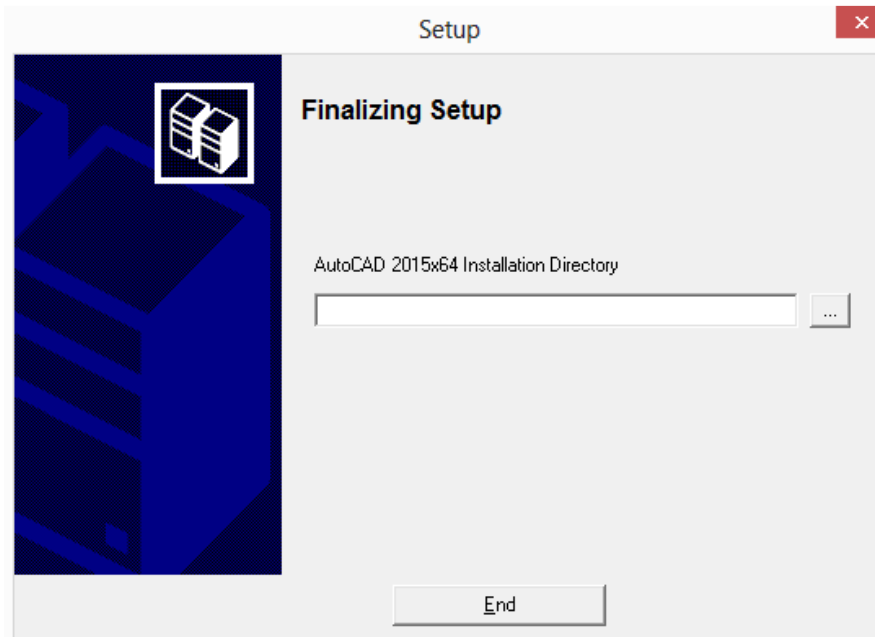 Setup
Finalizing Setup
AutoCAD 2015x64 Installation Directory
...
End